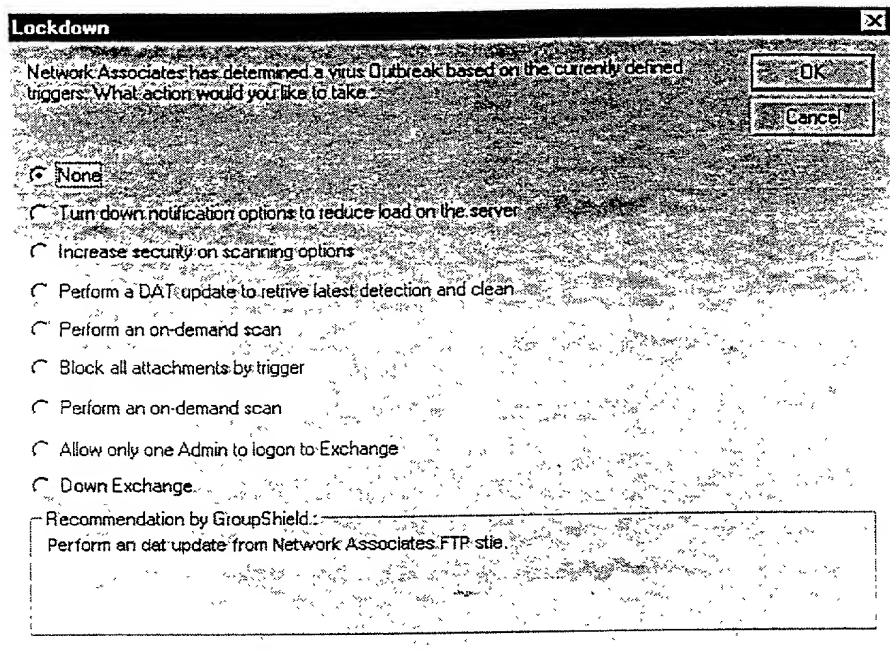 Lockdown
Network Associates has determined a virus Outbreak based on the currently defined
triggers. What action would you like to take:
OK
Cancel
None
Turn down notification options to reduce load on the server
Increase security on scanning options
Perform a DAT update to retrive latest detection and clean
Perform an on-demand scan
Block all attachments by trigger
Perform an on-demand scan
Allow only one Admin to logon to Exchange
Down Exchange.
Recommendation by GroupShield :
Perform an dat update from Network Associates FTP stie.